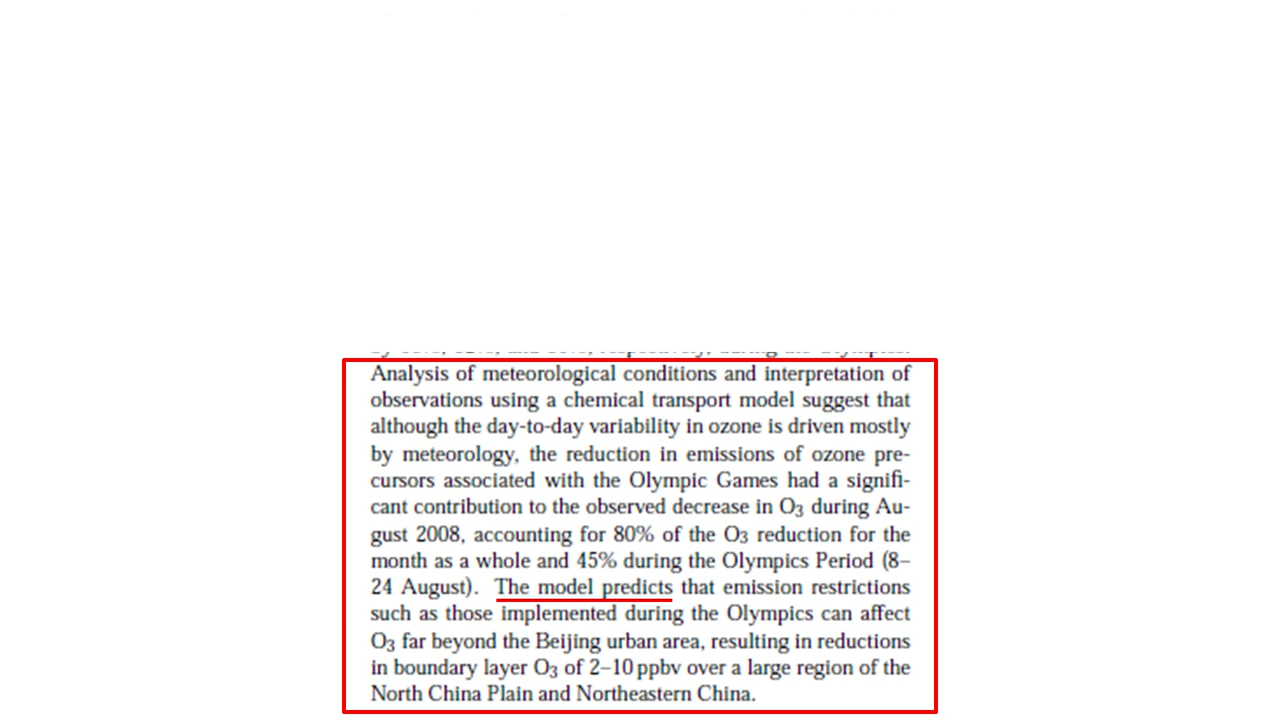 Analysis of meteorological conditions and interpretation of
observations using a chemical transport model suggest that
although the day-to-day variability in ozone is driven mostly
by meteorology, the reduction in emissions of ozone pre-
cursors associated with the Olympic Games had a signifi-
cant contribution to the observed decrease in O3 during Au-
gust 2008, accounting for 80% of the O3 reduction for the
month as a whole and 45% during the Olympics Period (8–
24 August). The model predicts that emission restrictions
such as those implemented during the Olympics can affect
O3 far beyond the Beijing urban area, resulting in reductions
in boundary layer O3 of 2–10 ppbv over a large region of the
North China Plain and Northeastern China.